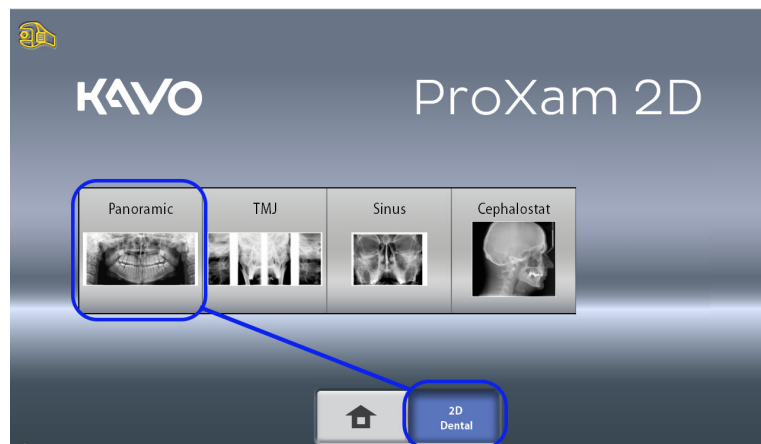 KAVO
ProXam 2D
Panoramic
TMJ
Sinus
Cephalostat
2D
Dental